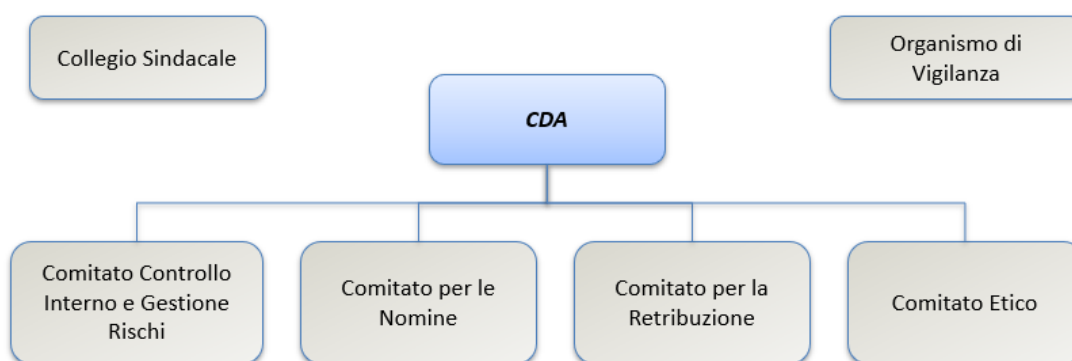 Collegio Sindacale
Organismo di
Vigilanza
CDA
Comitato Controllo
Interno e Gestione
Rischi
Comitato per le
Nomine
Comitato per la
Retribuzione
Comitato Etico